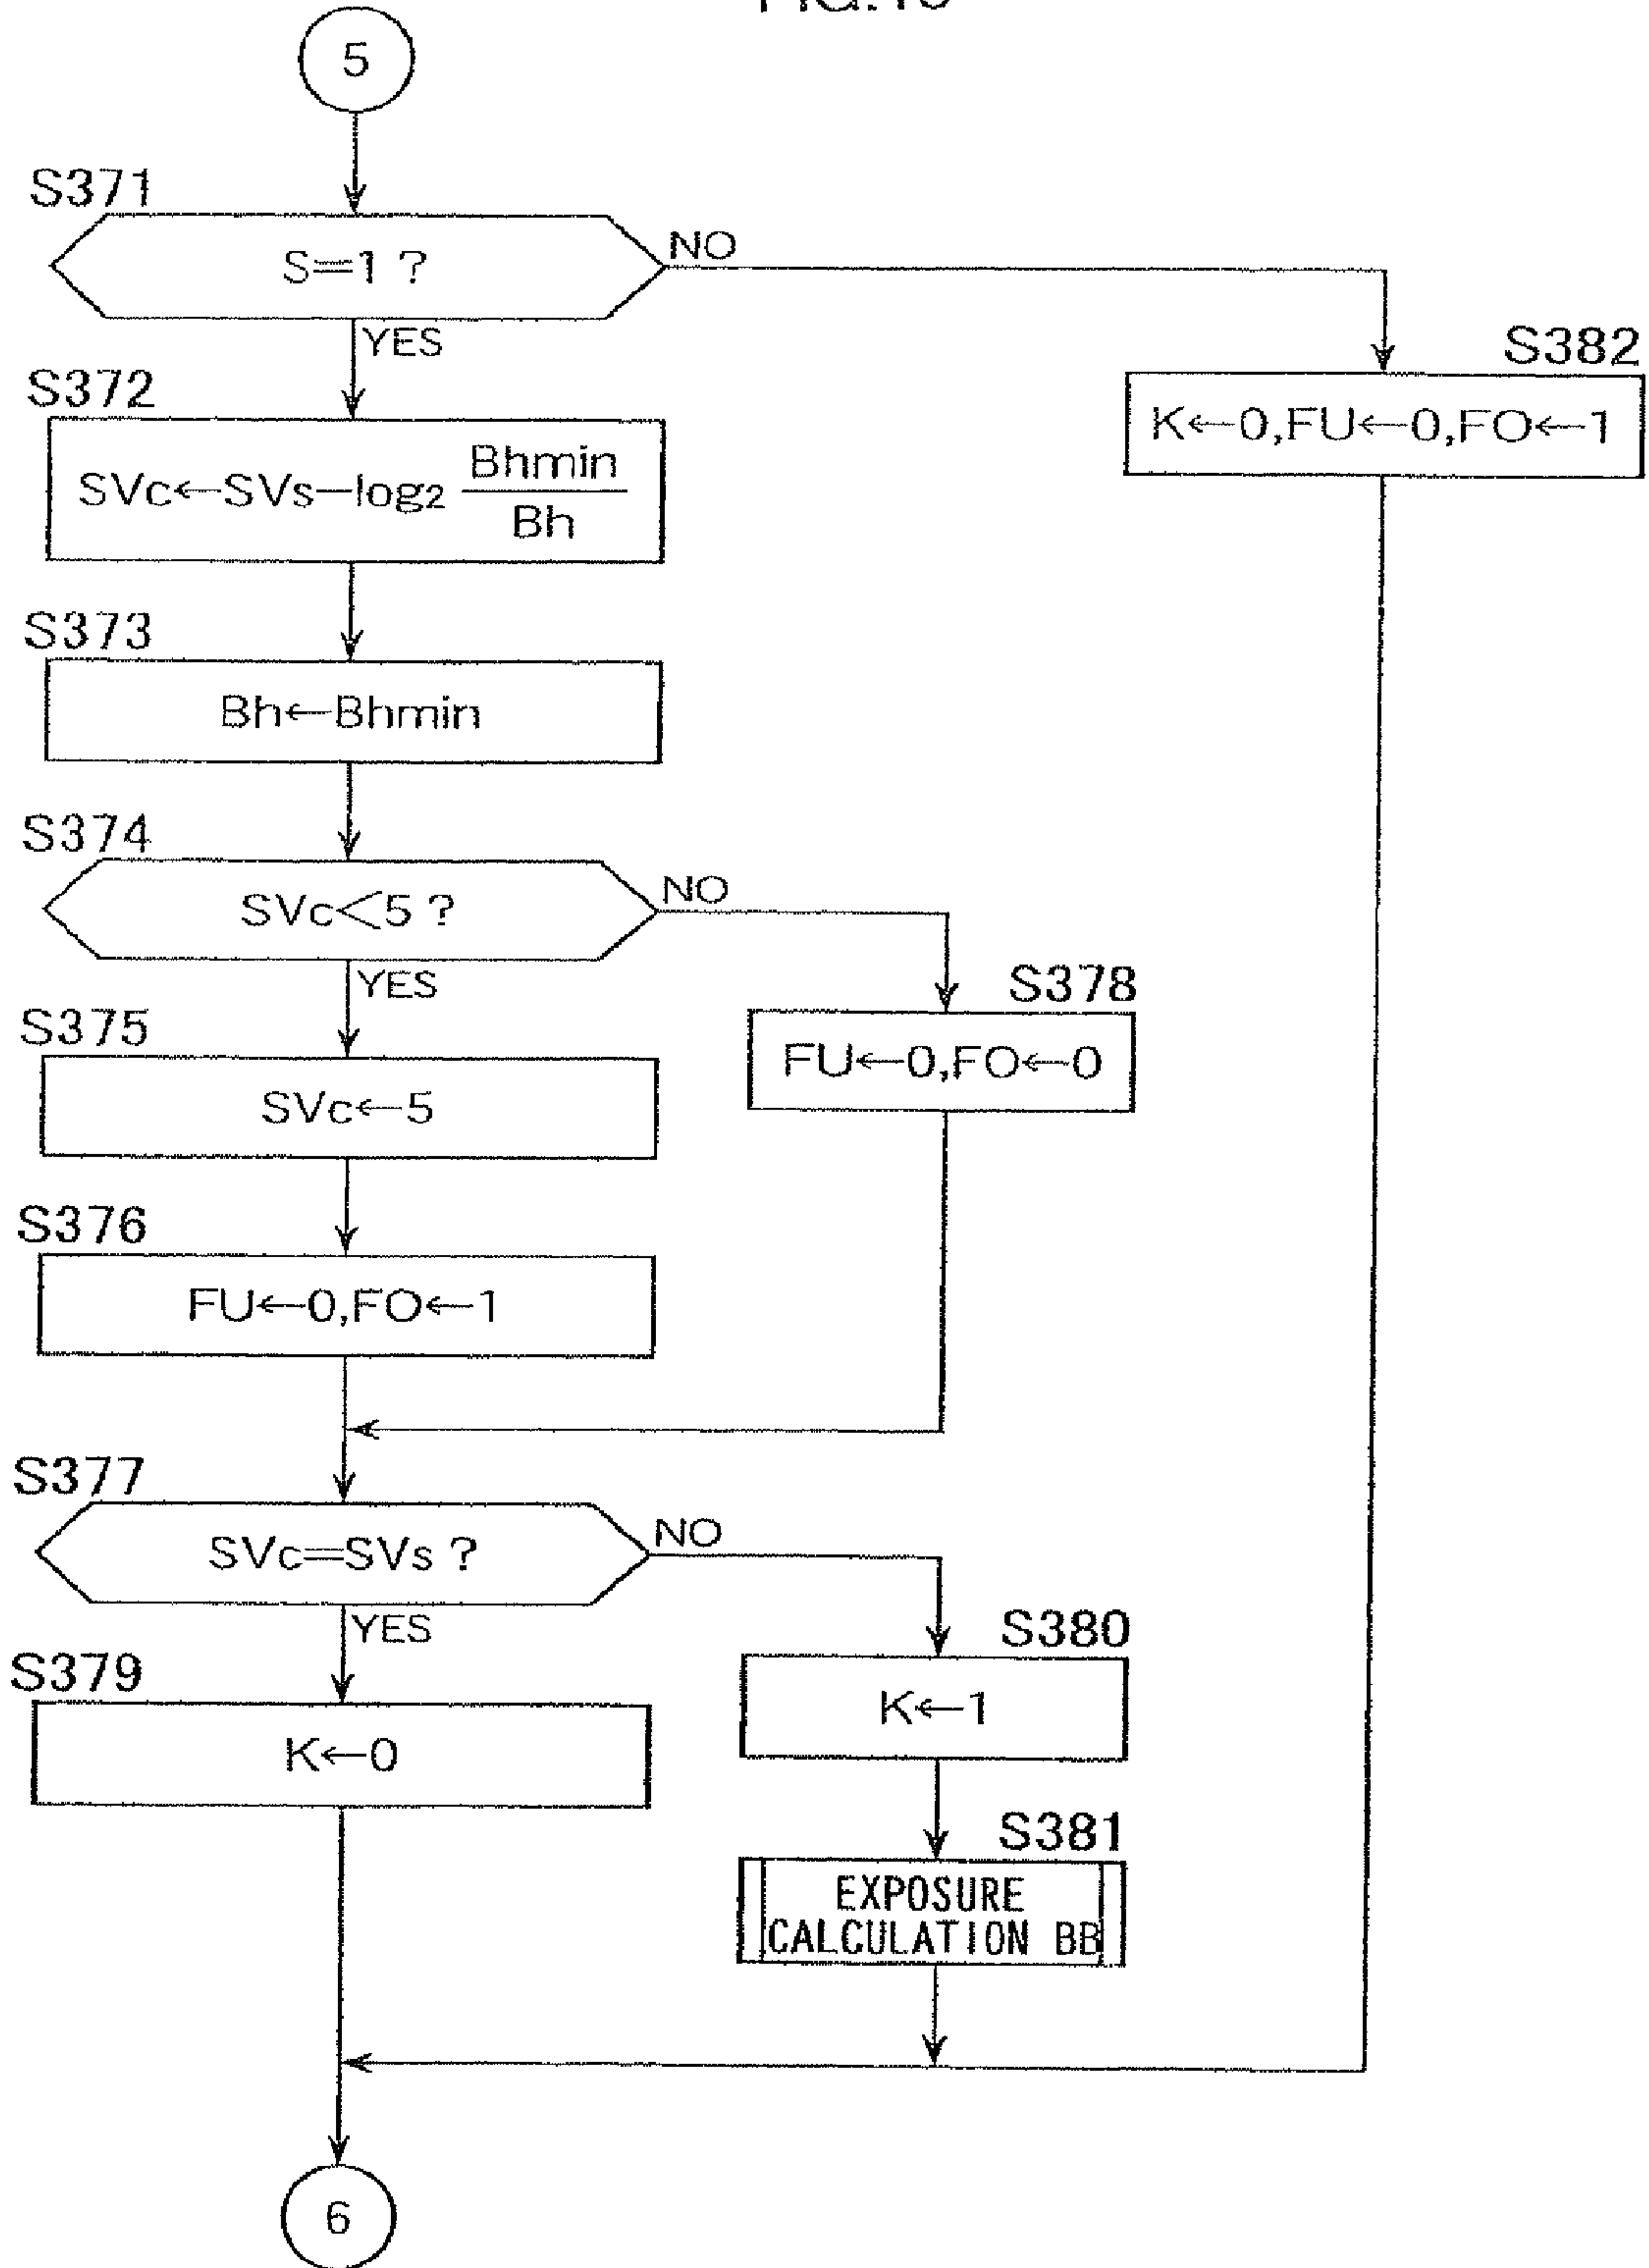 5
S371
S=1 ?
NO
YES
S382
K←0,FU←0,FO←1
S372
SVc←SVs−log2 Bhmin
Bh
S373
Bh←Bhmin
S374
SVc<5 ?
NO
YES
S378
FU←0,FO←0
S375
SVc←5
S376
FU←0,FO←1
S377
SVc=SVs ?
NO
YES
S380
K←1
S379
K←0
S381
EXPOSURE
CALCULATION BB
6